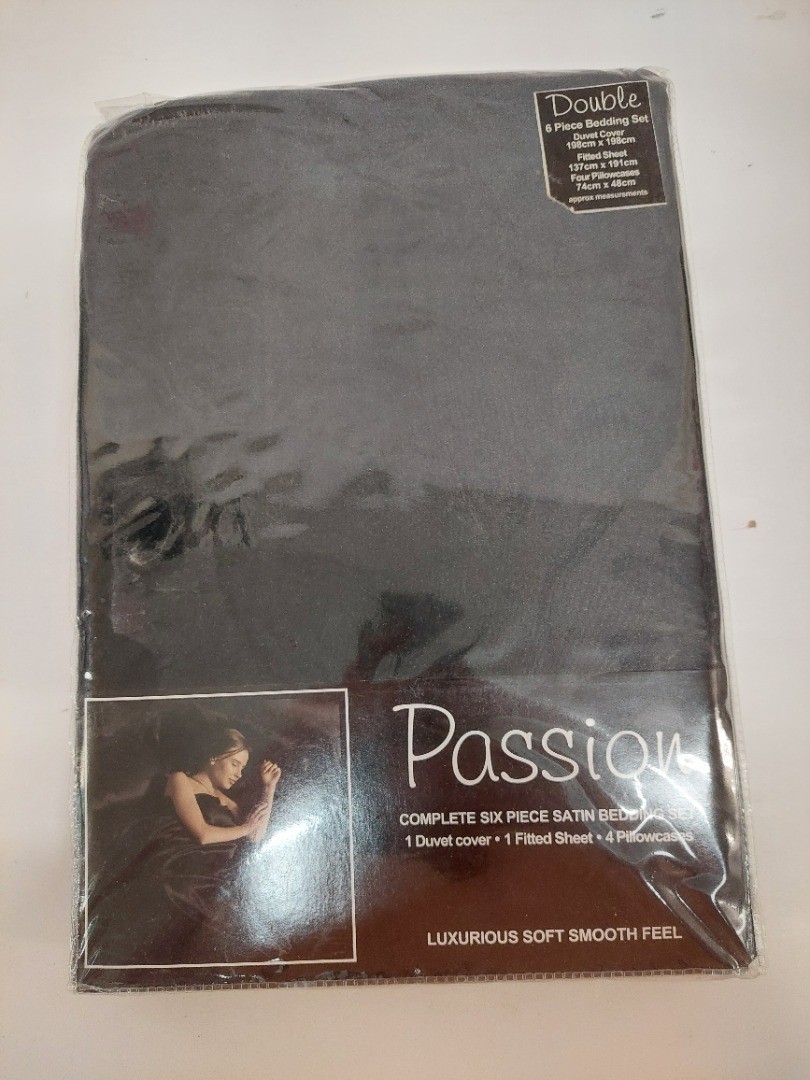 Double
6 Piece Bedding Set
Duvet Cover
198cm x 198cm
Fitted Sheet
137cm x 191cm
Four Pillowcases
74cm x 48cm
approx measurements
Passion
COMPLETE SIX PIECE SATIN BEDDING SET
1 Duvet cover • 1 Fitted Sheet • 4 Pillowcases
LUXURIOUS SOFT SMOOTH FEEL